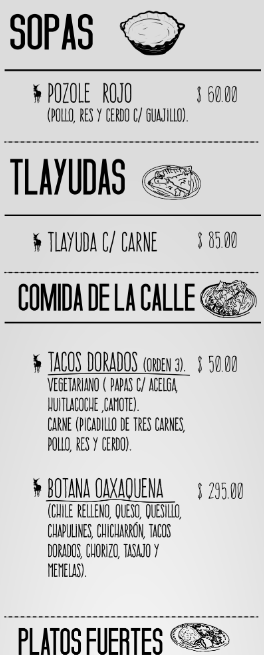 SOPAS
POZOLE ROJO $ 60.00
(POLLO, RES Y CERDO C/ GUAJILLO).
TLAYUDAS
TLAYUDA C/ CARNE $ 85.00
COMIDA DE LA CALLE
TACOS DORADOS (ORDEN 3). $ 50.00
VEGETARIANO ( PAPAS C/ ACELGA,
HUITLACOCHE ,CAMOTE).
CARNE (PICADILLO DE TRES CARNES,
POLLO, RES Y CERDO).
BOTANA OAXAQUENA $ 295.00
(CHILE RELLENO, QUESO, QUESILLO,
CHAPULINES, CHICHARRÓN, TACOS
DORADOS, CHORIZO, TASAJO Y
MEMELAS).
PLATOS FUERTES